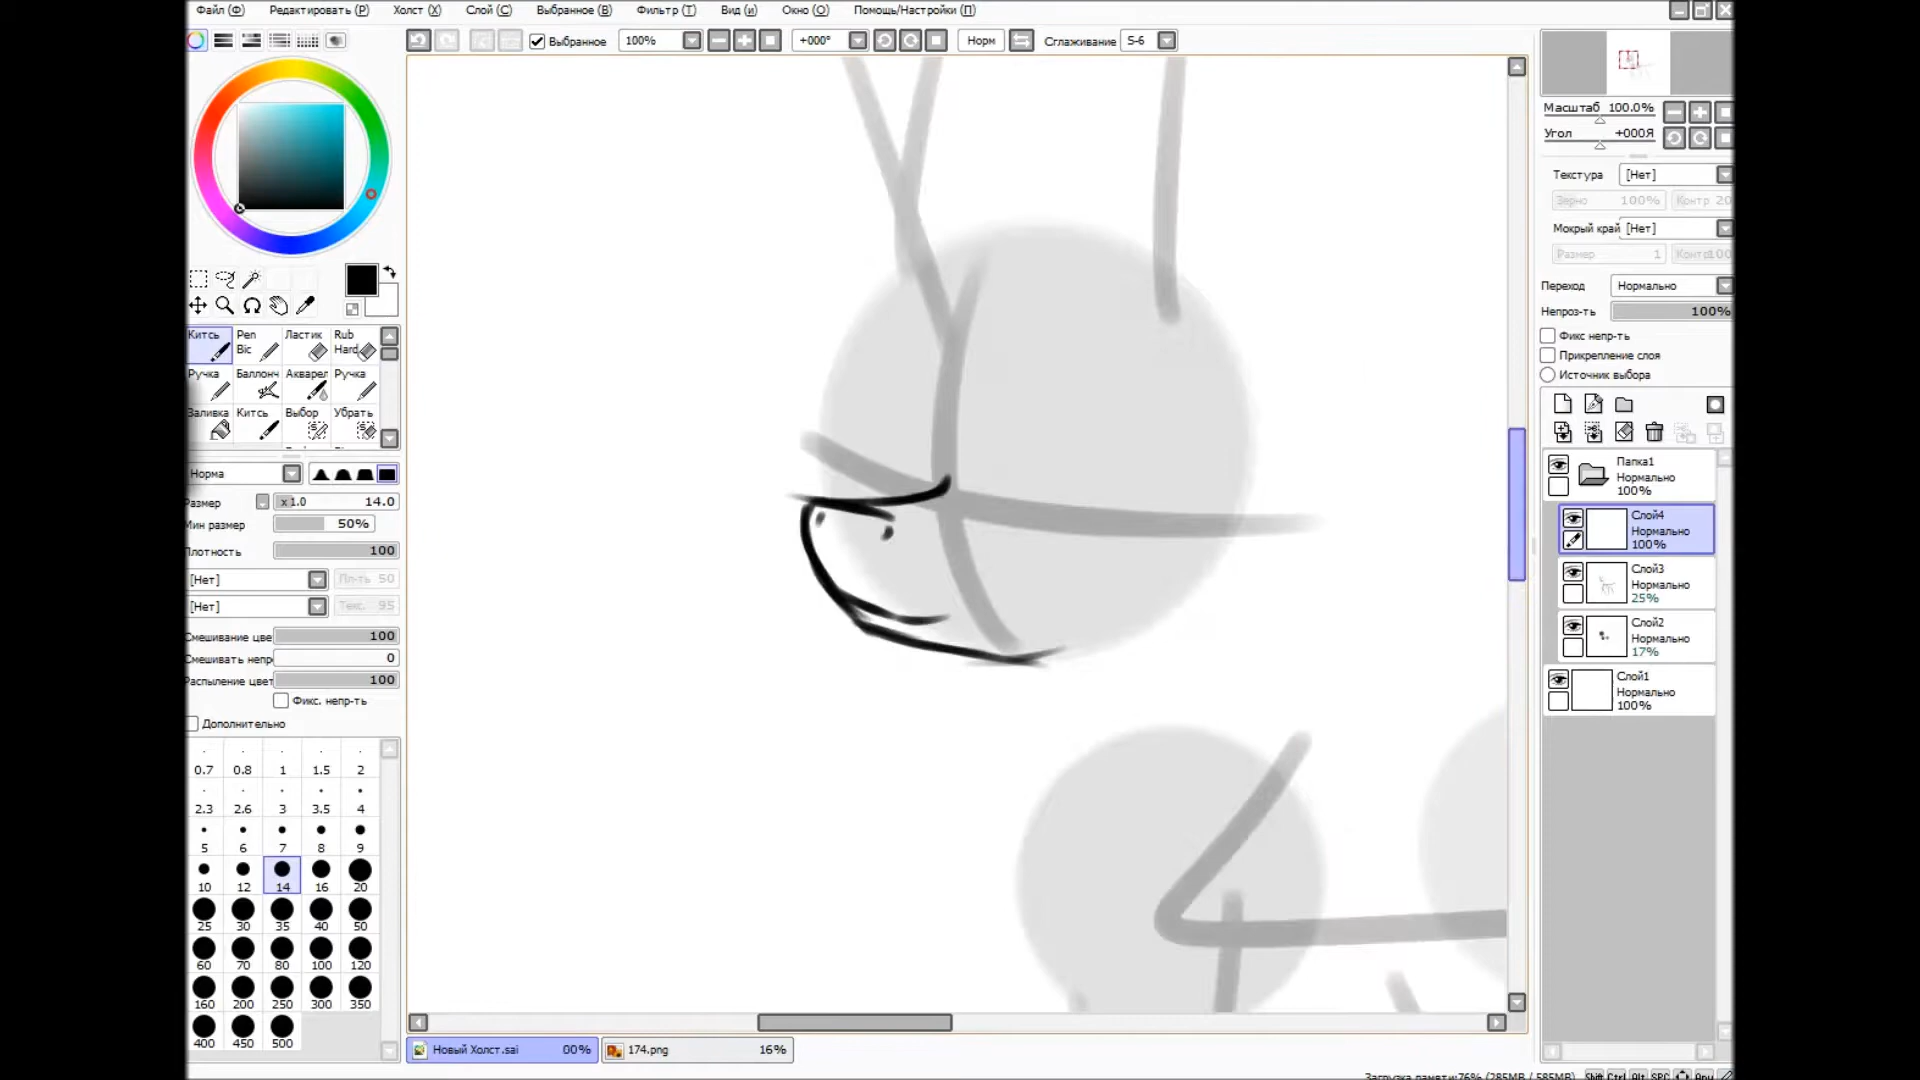 Файл (Ф) Редактировать (Р) Холст (Х) Слой (С) Выбранное (В) Фильтр (Т) Вид (и) Окно (О) Помощь/Настройки (П)
Выбранное 100% +000° Норм Сглаживание 5-6
Масштаб 100.0%
Угол +000Я
Текстура [Нет]
Зерно 100% Контр 20
Мокрый край [Нет]
Размер 1 Контр 100
Переход Нормально
Непроз-ть 100%
Фикс непр-ть
Прикрепление слоя
Источник выбора
Китсь Pen Bic Ластик Rub Hard
Ручка Баллонч Акварел Ручка
Заливка Китсь Выбор Убрать
Норма
Размер x1.0 14.0
Мин размер 50%
Плотность 100
[Нет] Пл-ть 50
[Нет] Текс. 95
Смешивание цве 100
Смешивать непр 0
Распыление цвет 100
Фикс. непр-ть
Дополнительно
0.7 0.8 1 1.5 2
2.3 2.6 3 3.5 4
5 6 7 8 9
10 12 14 16 20
25 30 35 40 50
60 70 80 100 120
160 200 250 300 350
400 450 500
Папка1
Нормально
100%
Слой4
Нормально
100%
Слой3
Нормально
25%
Слой2
Нормально
17%
Слой1
Нормально
100%
Новый Холст.sai 00% 174.png 16%
Загрузка памяти:76% (285MB / 585MB) Shift Ctrl Alt SPC Any